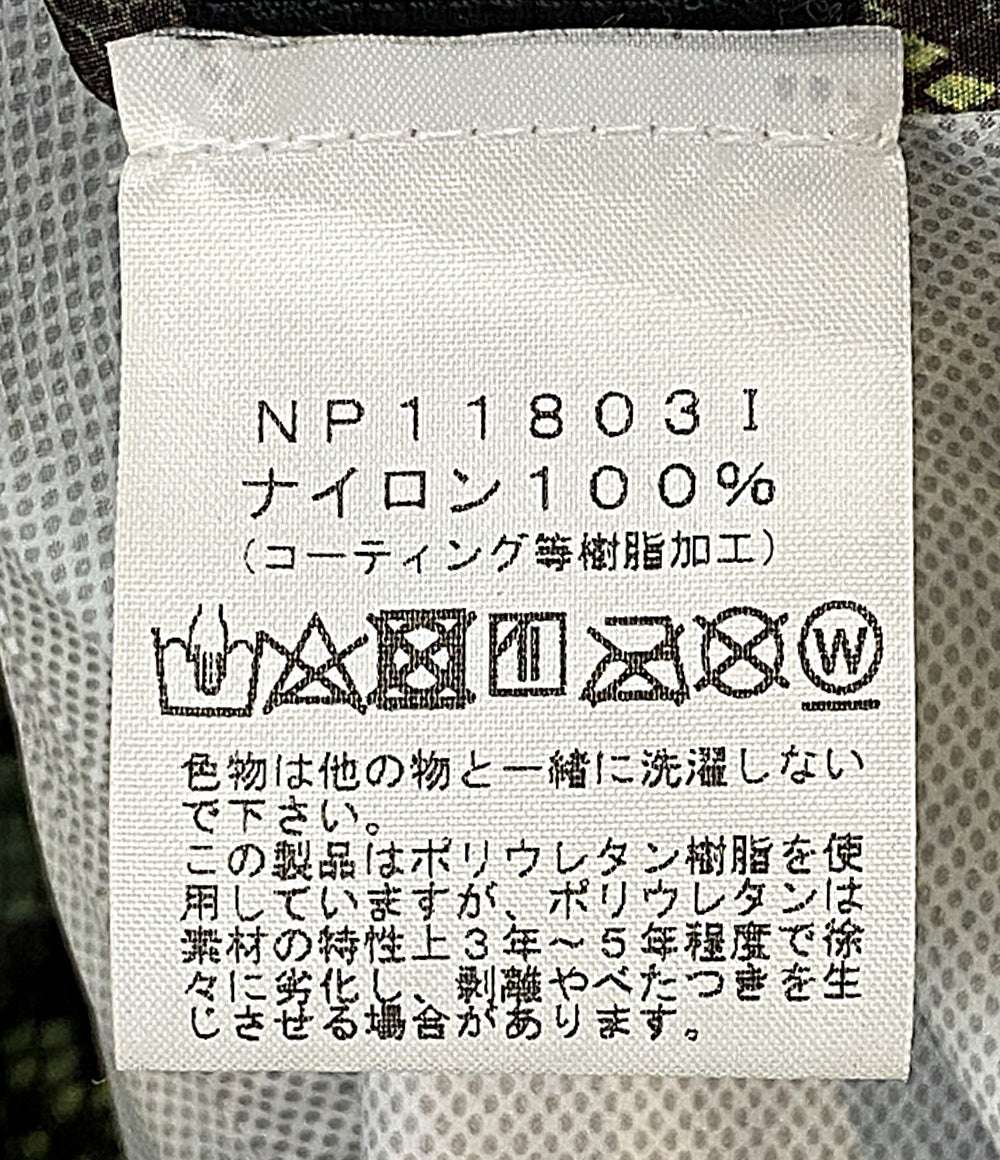 NP11803I
ナイロン100%
(コーティング等樹脂加工)
W
色物は他の物と一緒に洗濯しない
で下さい。
この製品はポリウレタン樹脂を使
用していますが、ポリウレタンは
素材の特性上3年～5年程度で徐
々に劣化し、剥離やべたつきを生
じさせる場合があります。